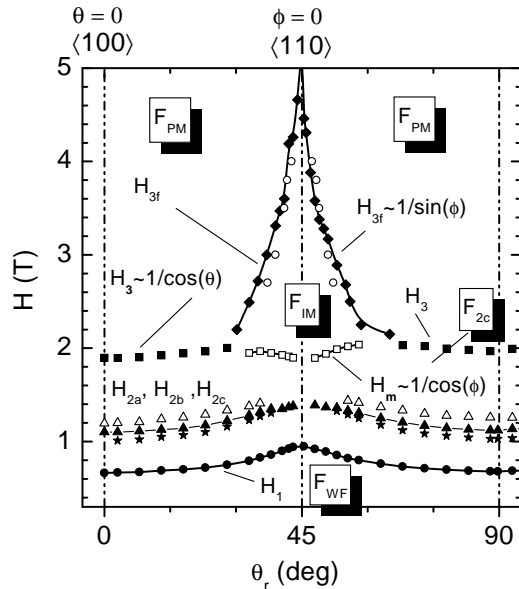 θ = 0 ϕ = 0
⟨100⟩ ⟨110⟩
5
F_PM F_PM
4
H_3f
H_3f~1/sin(ϕ)
3
H_3~1/cos(θ)
F_IM H_3 F_2c
2
H_2a, H_2b ,H_2c H_m~1/cos(ϕ)
1
H_1 F_WF
0 45 90
H (T)
θ_r (deg)